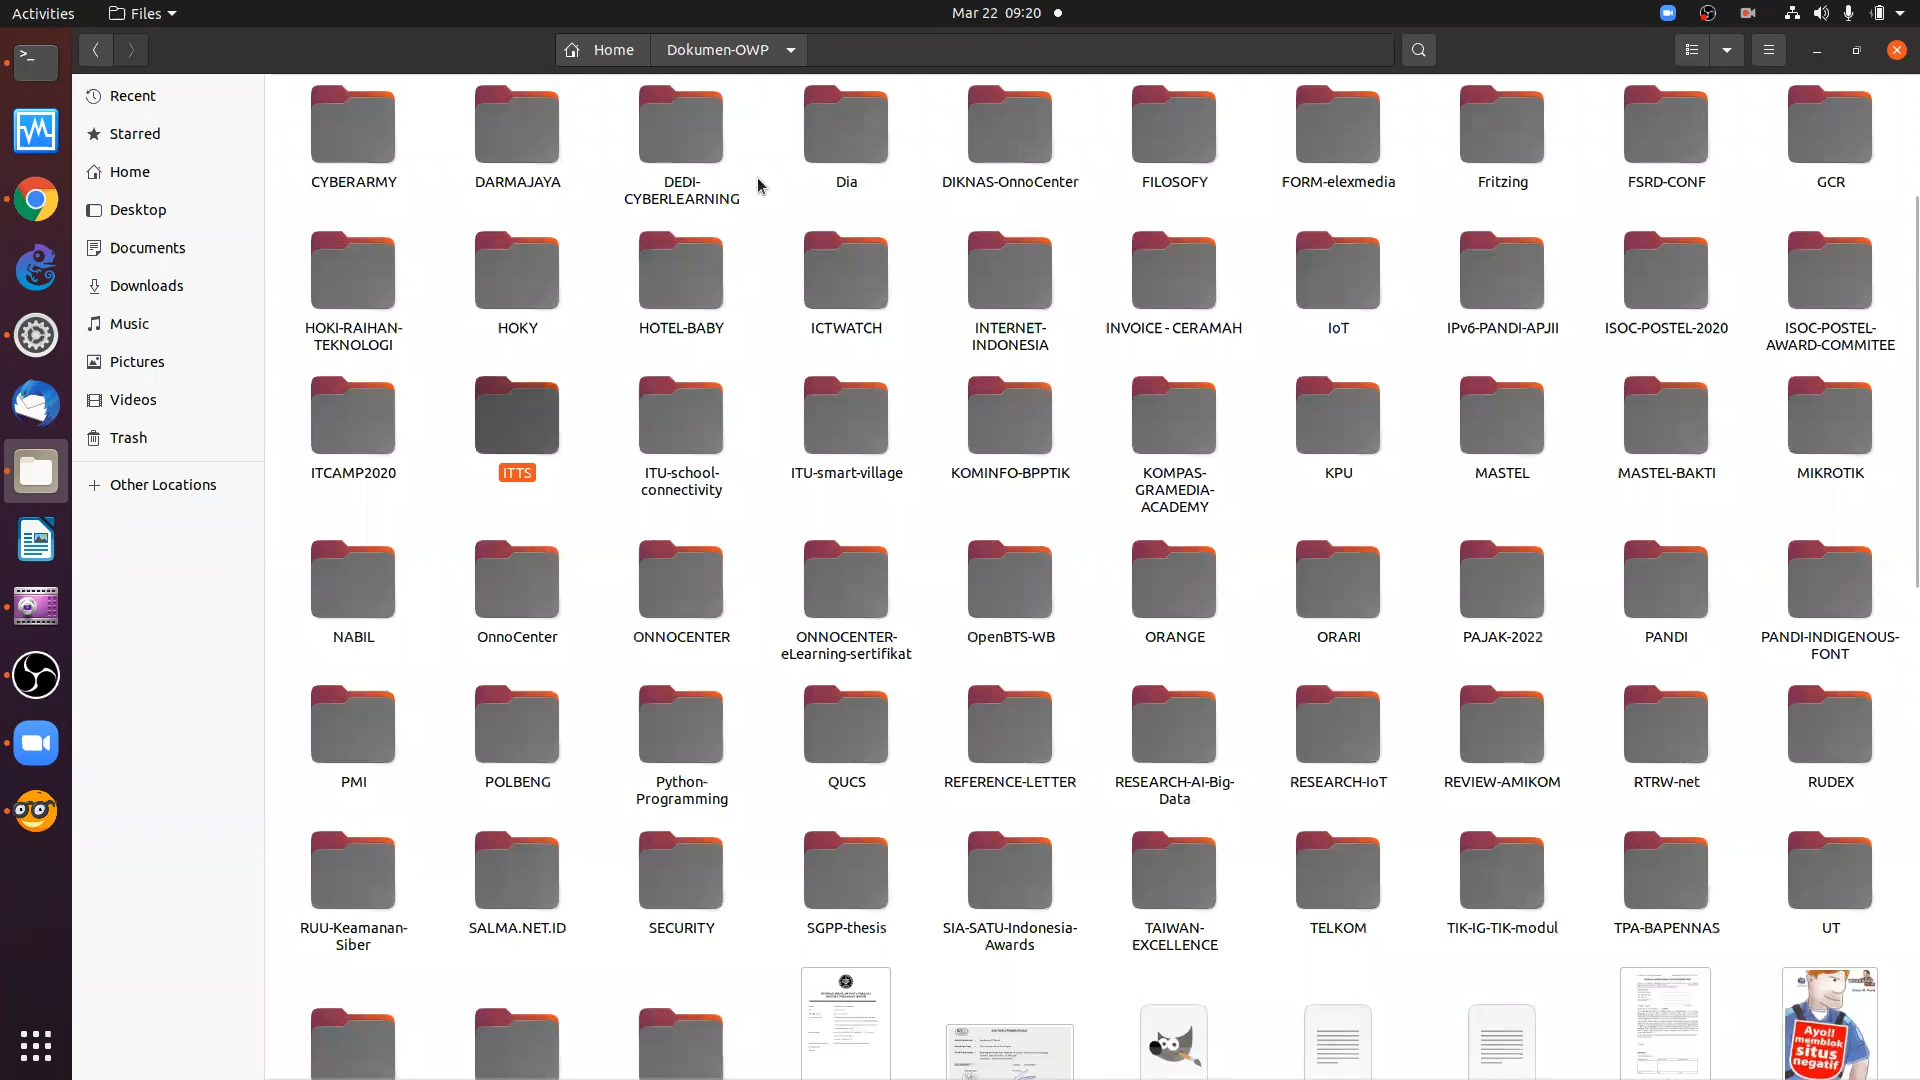 Activities
Files
Mar 22 09:20
Home
Dokumen-OWP
Recent
Starred
Home
Desktop
Documents
Downloads
Music
Pictures
Videos
Trash
Other Locations
CYBERARMY
DARMAJAYA
DEDI-
CYBERLEARNING
Dia
DIKNAS-OnnoCenter
FILOSOFY
FORM-elexmedia
Fritzing
FSRD-CONF
GCR
HOKI-RAIHAN-
TEKNOLOGI
HOKY
HOTEL-BABY
ICTWATCH
INTERNET-
INDONESIA
INVOICE - CERAMAH
IoT
IPv6-PANDI-APJII
ISOC-POSTEL-2020
ISOC-POSTEL-
AWARD-COMMITEE
ITCAMP2020
ITTS
ITU-school-
connectivity
ITU-smart-village
KOMINFO-BPPTIK
KOMPAS-
GRAMEDIA-
ACADEMY
KPU
MASTEL
MASTEL-BAKTI
MIKROTIK
NABIL
OnnoCenter
ONNOCENTER
ONNOCENTER-
eLearning-sertifikat
OpenBTS-WB
ORANGE
ORARI
PAJAK-2022
PANDI
PANDI-INDIGENOUS-
FONT
PMI
POLBENG
Python-
Programming
QUCS
REFERENCE-LETTER
RESEARCH-AI-Big-
Data
RESEARCH-IoT
REVIEW-AMIKOM
RTRW-net
RUDEX
RUU-Keamanan-
Siber
SALMA.NET.ID
SECURITY
SGPP-thesis
SIA-SATU-Indonesia-
Awards
TAIWAN-
EXCELLENCE
TELKOM
TIK-IG-TIK-modul
TPA-BAPENNAS
UT
Ayo!!
memblok
situs
negatif